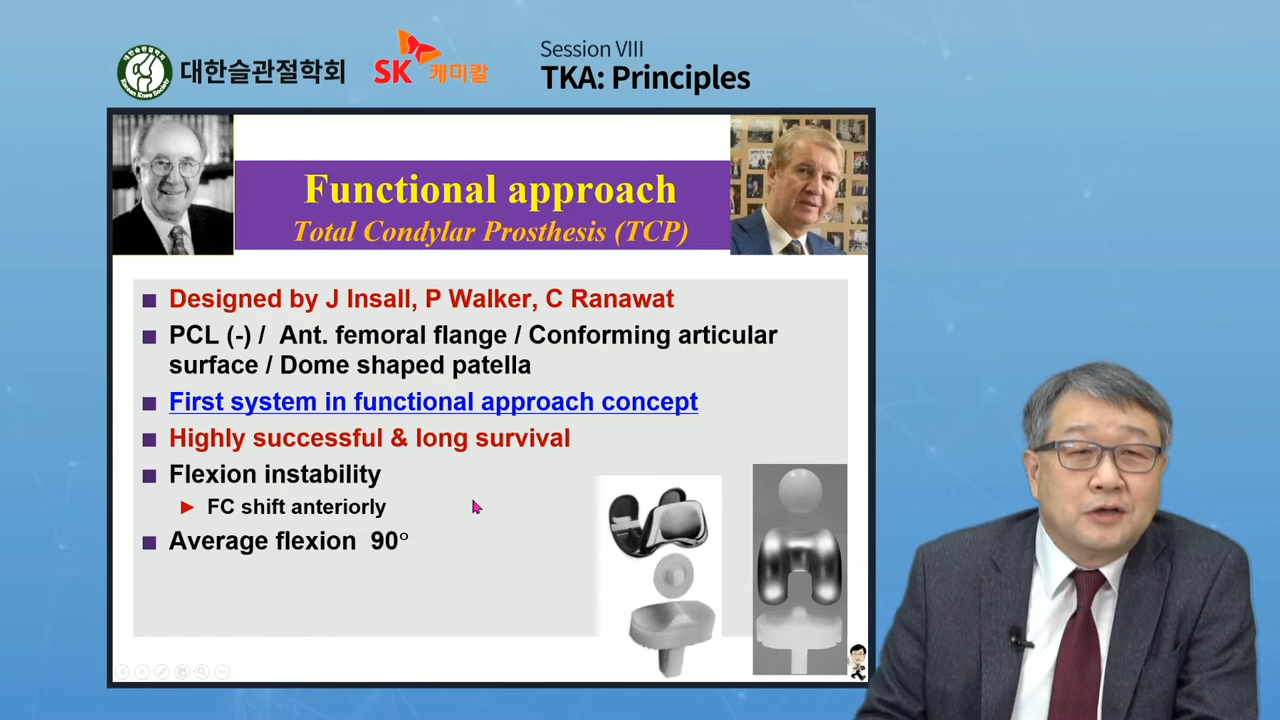 대한슬관절학회
SK 케미칼
Session VIII
TKA: Principles
Functional approach
Total Condylar Prosthesis (TCP)
Designed by J Insall, P Walker, C Ranawat
PCL (-) / Ant. femoral flange / Conforming articular
surface / Dome shaped patella
First system in functional approach concept
Highly successful & long survival
Flexion instability
FC shift anteriorly
Average flexion 90°